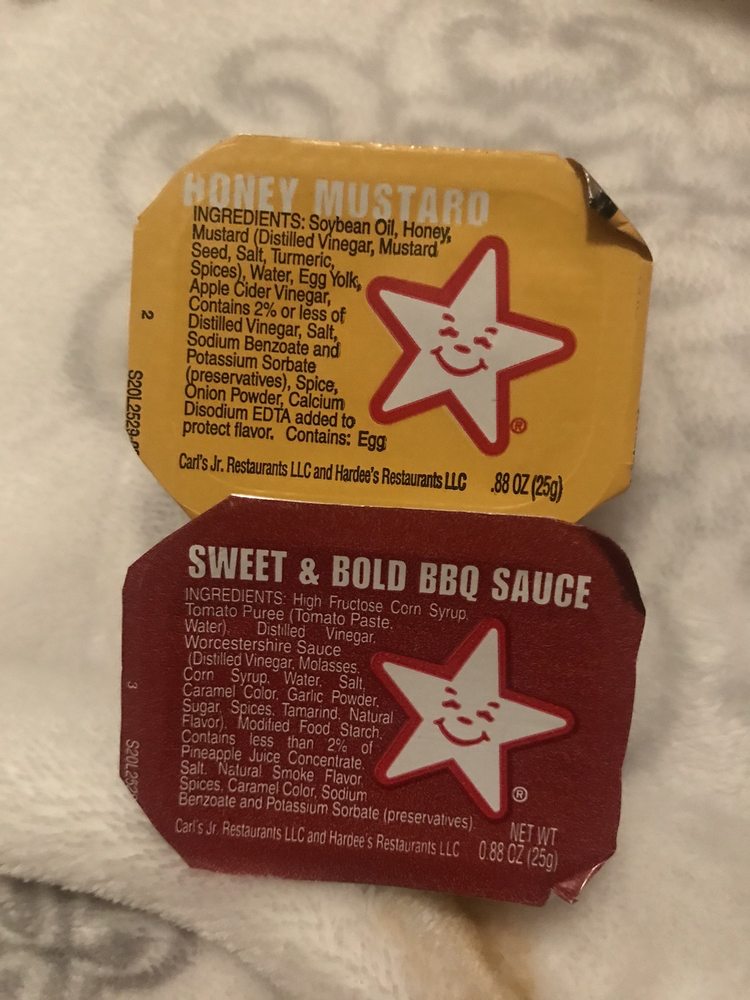 HONEY MUSTARD
INGREDIENTS: Soybean Oil, Honey,
Mustard (Distilled Vinegar, Mustard
Seed, Salt, Turmeric,
Spices), Water, Egg Yolk,
Apple Cider Vinegar,
Contains 2% or less of
Distilled Vinegar, Salt,
Sodium Benzoate and
Potassium Sorbate
(preservatives), Spice,
Onion Powder, Calcium
Disodium EDTA added to
protect flavor. Contains: Egg
®
Carl's Jr. Restaurants LLC and Hardee's Restaurants LLC .88 OZ (25g)
2
S20L2529
SWEET & BOLD BBQ SAUCE
INGREDIENTS: High Fructose Corn Syrup,
Tomato Puree (Tomato Paste,
Water), Distilled Vinegar,
Worcestershire Sauce
(Distilled Vinegar, Molasses,
Corn Syrup, Water, Salt,
Caramel Color, Garlic Powder,
Sugar, Spices, Tamarind, Natural
Flavor), Modified Food Starch,
Contains less than 2% of
Pineapple Juice Concentrate,
Salt, Natural Smoke Flavor,
Spices, Caramel Color, Sodium
Benzoate and Potassium Sorbate (preservatives)
®
NET WT
Carl's Jr. Restaurants LLC and Hardee's Restaurants LLC 0.88 OZ (25g)
3